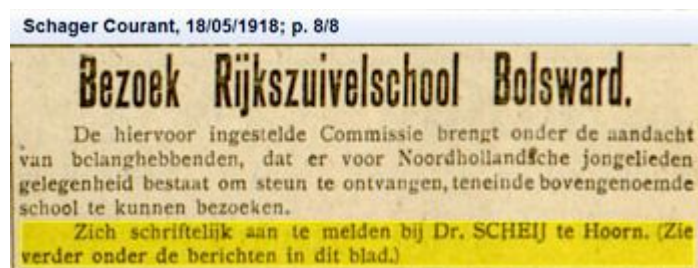 Schager Courant, 18/05/1918; p. 8/8
Bezoek Rijkszuivelschool Bolsward.
De hiervoor ingestelde Commissie brengt onder de aandacht
van belanghebbenden, dat er voor Noordhollandsche jongelieden
gelegenheid bestaat om steun te ontvangen, teneinde bovengenoemde
school te kunnen bezoeken.
Zich schriftelijk aan te melden bij Dr. SCHEIJ te Hoorn. (Zie
verder onder de berichten in dit blad.)